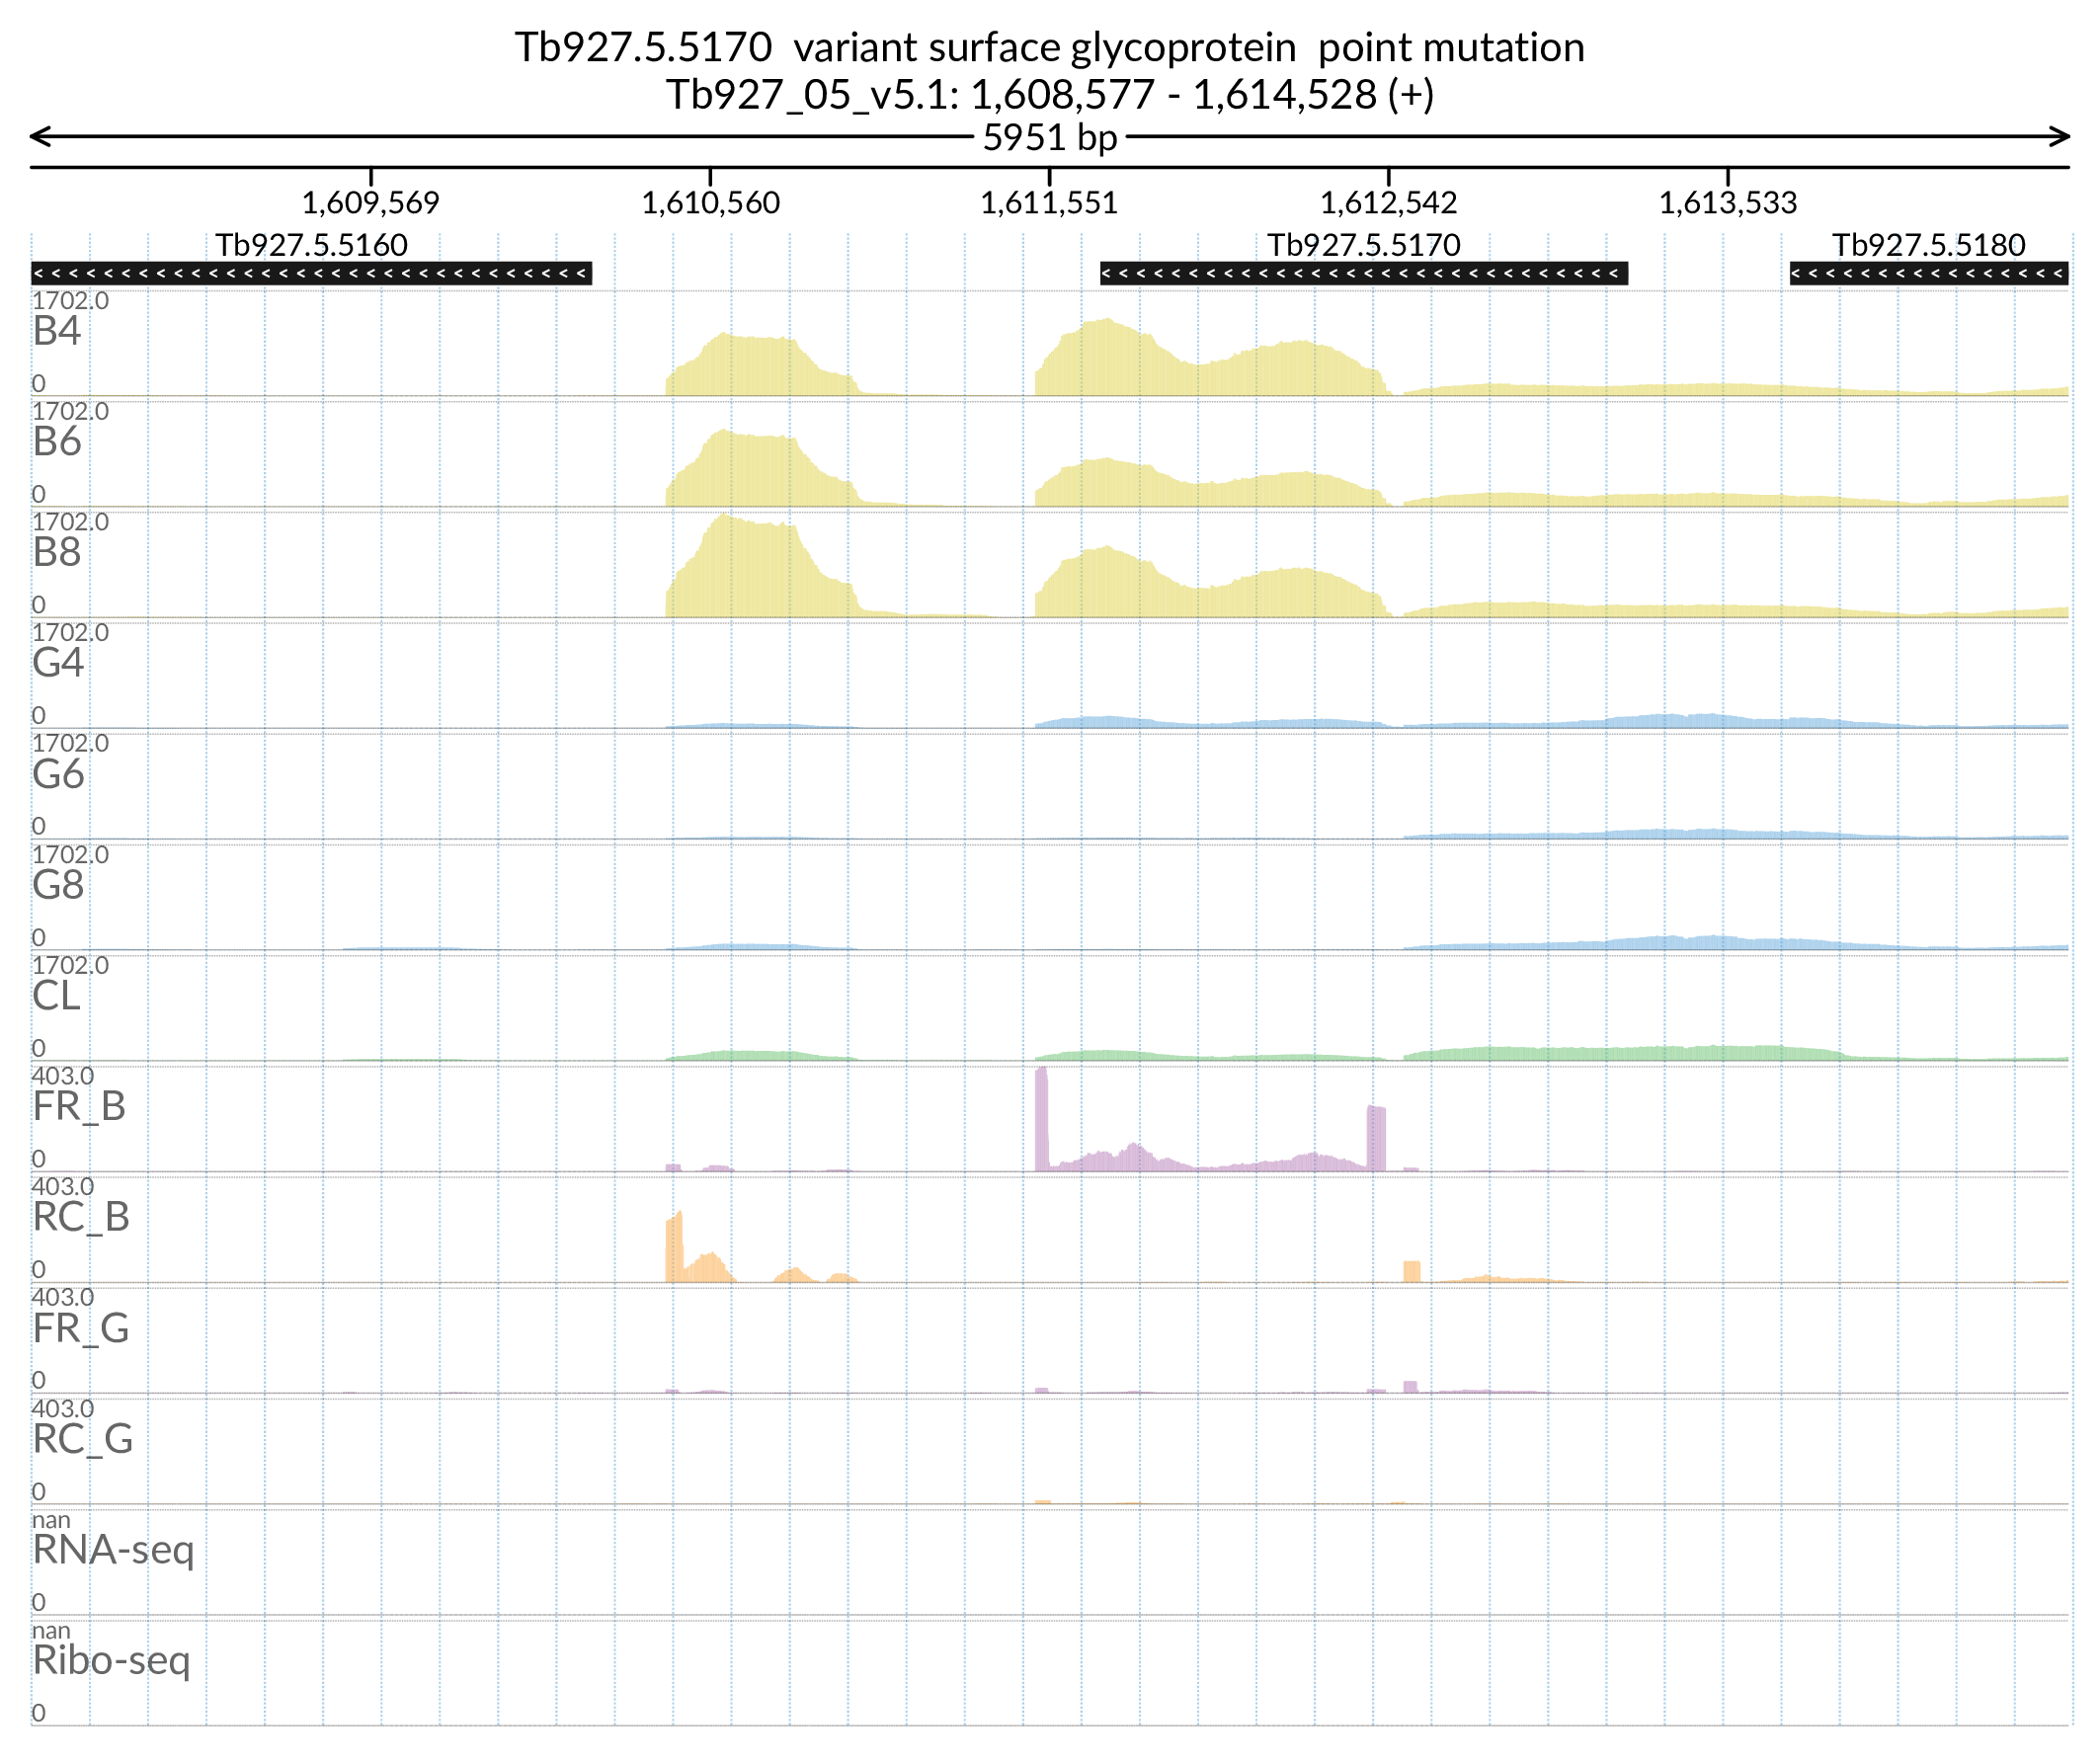 Tb927.5.5170  variant surface glycoprotein  point mutation
Tb927_05_v5.1: 1,608,577 - 1,614,528 (+)
5951 bp
1,609,569 1,610,560 1,611,551 1,612,542 1,613,533
Tb927.5.5160 Tb927.5.5170 Tb927.5.5180
1702.0
B4
0
1702.0
B6
0
1702.0
B8
0
1702.0
G4
0
1702.0
G6
0
1702.0
G8
0
1702.0
CL
0
403.0
FR_B
0
403.0
RC_B
0
403.0
FR_G
0
403.0
RC_G
0
nan
RNA-seq
0
nan
Ribo-seq
0